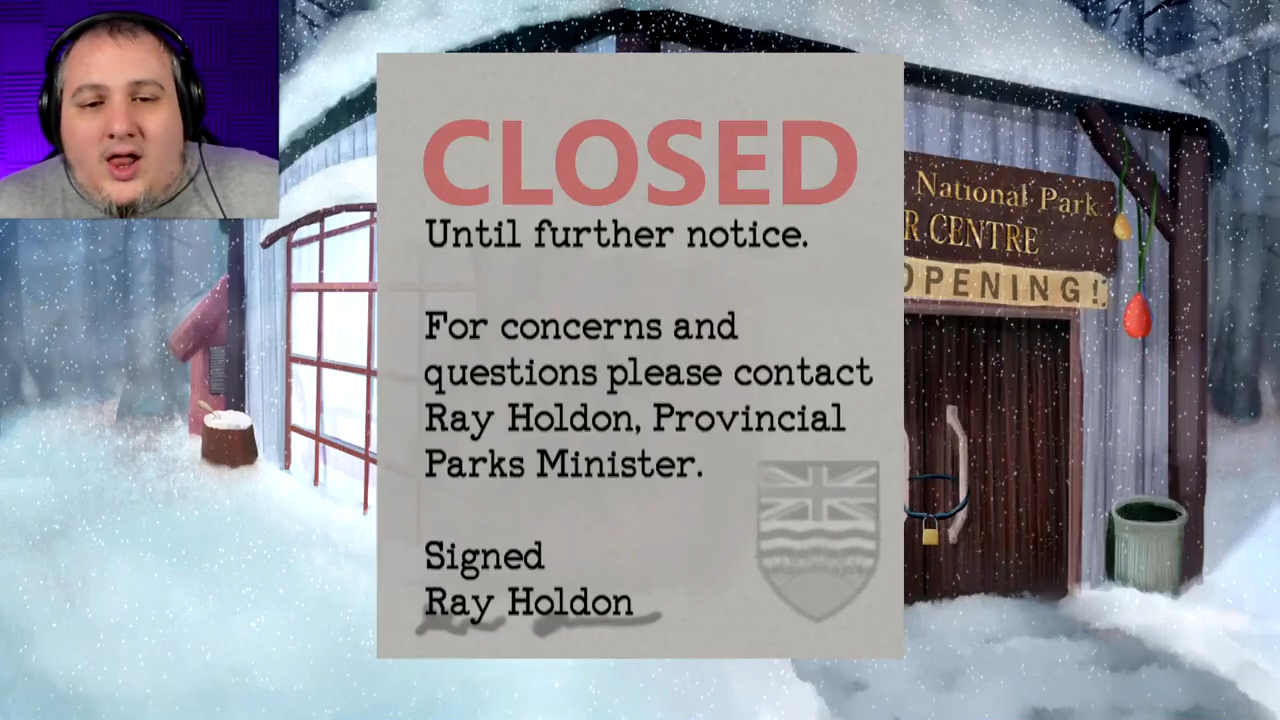 CLOSED
Until further notice.
For concerns and
questions please contact
Ray Holdon, Provincial
Parks Minister.
Signed
Ray Holdon
National Park
R CENTRE
OPENING!